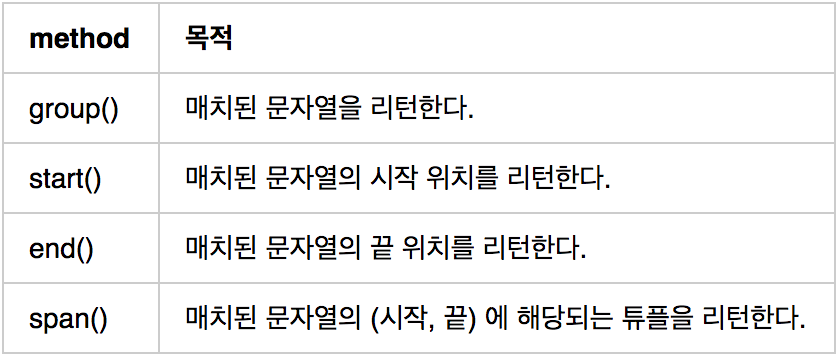 method 목적
group() 매치된 문자열을 리턴한다.
start() 매치된 문자열의 시작 위치를 리턴한다.
end() 매치된 문자열의 끝 위치를 리턴한다.
span() 매치된 문자열의 (시작, 끝) 에 해당되는 튜플을 리턴한다.